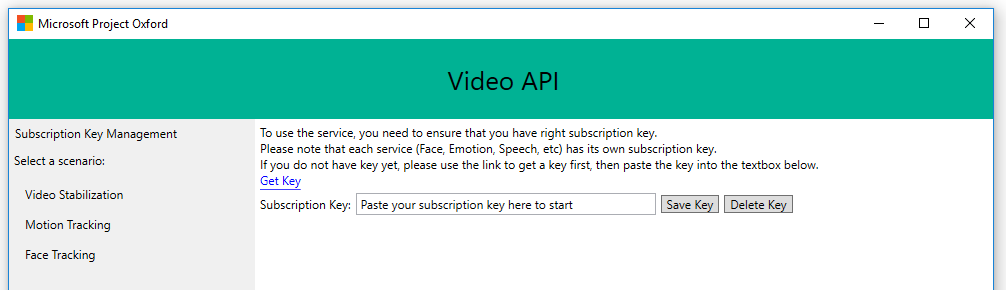 Microsoft Project Oxford
Video API
Subscription Key Management
Select a scenario:
Video Stabilization
Motion Tracking
Face Tracking
To use the service, you need to ensure that you have right subscription key.
Please note that each service (Face, Emotion, Speech, etc) has its own subscription key.
If you do not have key yet, please use the link to get a key first, then paste the key into the textbox below.
Get Key
Subscription Key: Paste your subscription key here to start Save Key Delete Key